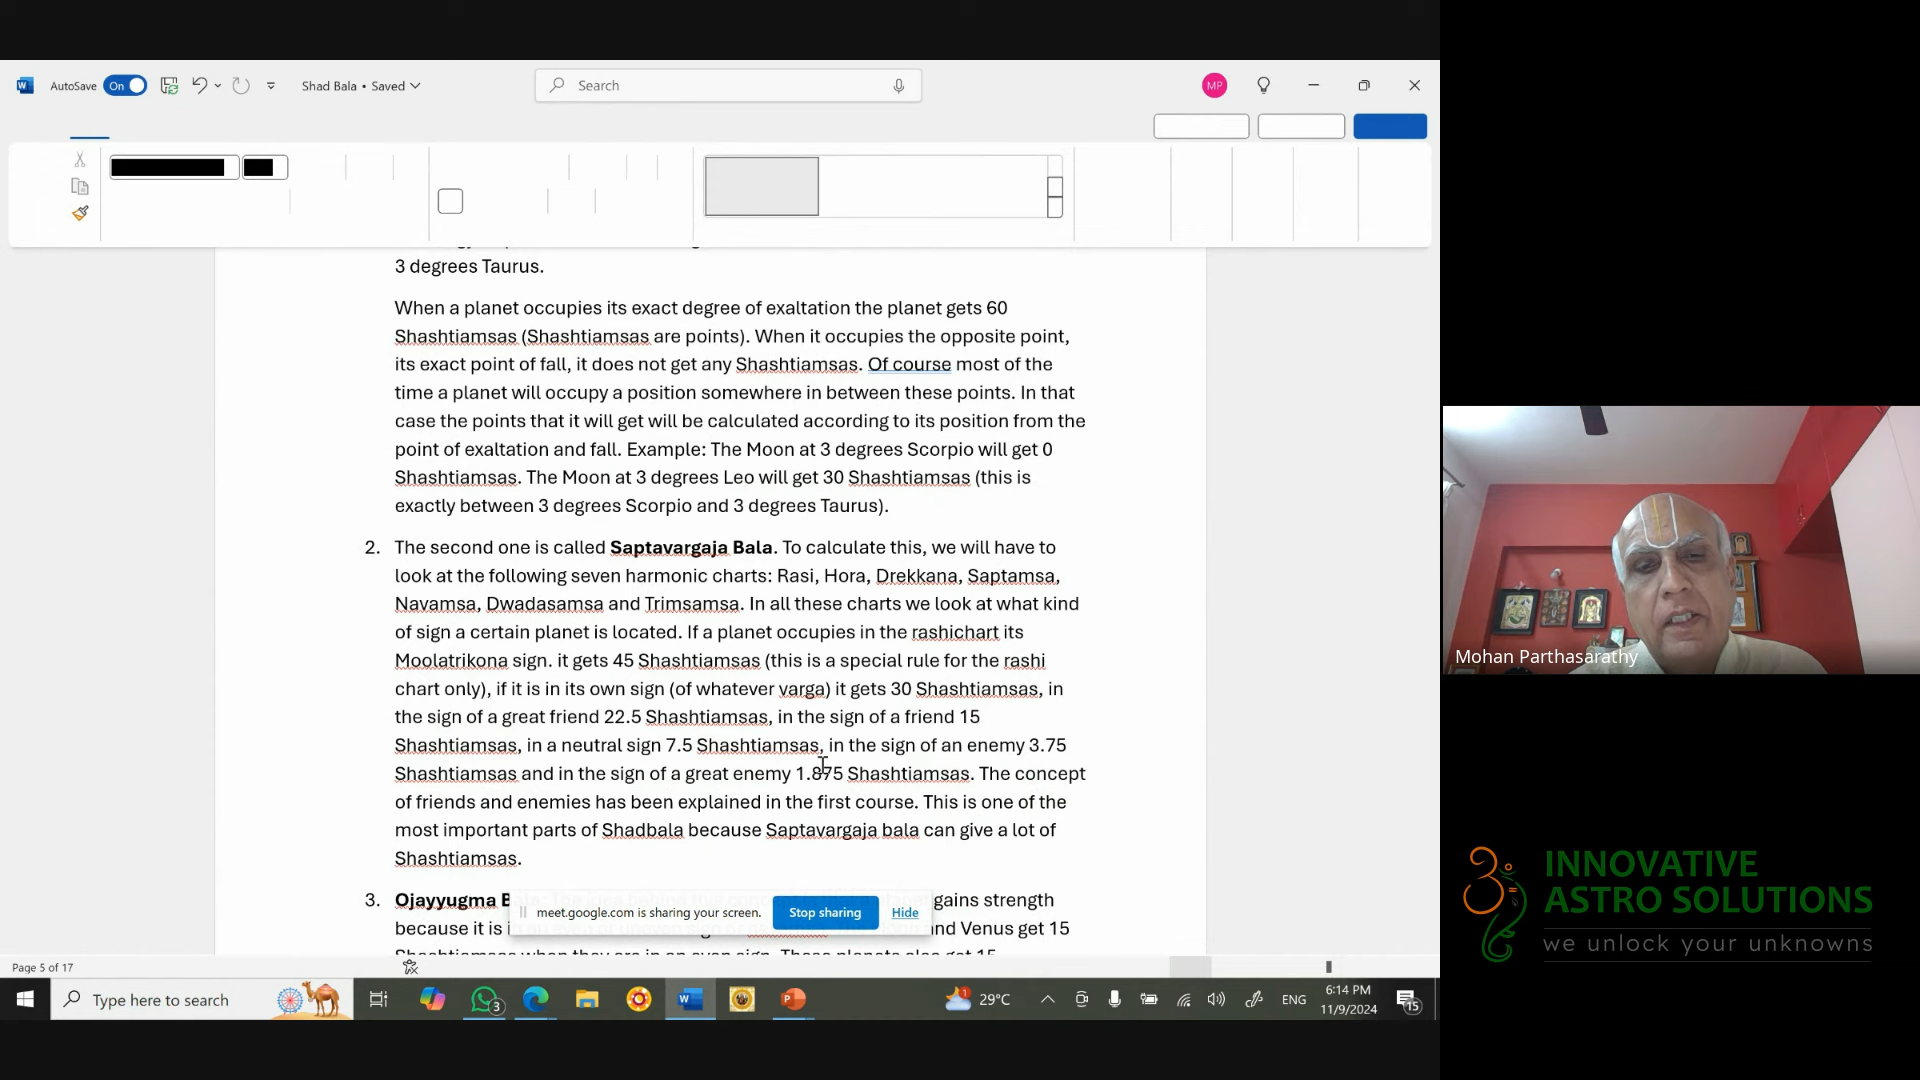 AutoSave On Shad Bala • Saved Search MP
3 degrees Taurus.
When a planet occupies its exact degree of exaltation the planet gets 60
Shashtiamsas (Shashtiamsas are points). When it occupies the opposite point,
its exact point of fall, it does not get any Shashtiamsas. Of course most of the
time a planet will occupy a position somewhere in between these points. In that
case the points that it will get will be calculated according to its position from the
point of exaltation and fall. Example: The Moon at 3 degrees Scorpio will get 0
Shashtiamsas. The Moon at 3 degrees Leo will get 30 Shashtiamsas (this is
exactly between 3 degrees Scorpio and 3 degrees Taurus).
2. The second one is called Saptavargaja Bala. To calculate this, we will have to
look at the following seven harmonic charts: Rasi, Hora, Drekkana, Saptamsa,
Navamsa, Dwadasamsa and Trimsamsa. In all these charts we look at what kind
of sign a certain planet is located. If a planet occupies in the rashichart its
Moolatrikona sign. it gets 45 Shashtiamsas (this is a special rule for the rashi
chart only), if it is in its own sign (of whatever varga) it gets 30 Shashtiamsas, in
the sign of a great friend 22.5 Shashtiamsas, in the sign of a friend 15
Shashtiamsas, in a neutral sign 7.5 Shashtiamsas, in the sign of an enemy 3.75
Shashtiamsas and in the sign of a great enemy 1.875 Shashtiamsas. The concept
of friends and enemies has been explained in the first course. This is one of the
most important parts of Shadbala because Saptavargaja bala can give a lot of
Shashtiamsas.
3. Ojayyugma gains strength
because it is and Venus get 15
meet.google.com is sharing your screen. Stop sharing Hide
Page 5 of 17
Type here to search 3 1 29°C ENG 6:14 PM 11/9/2024 15
Mohan Parthasarathy
INNOVATIVE
ASTRO SOLUTIONS
we unlock your unknowns